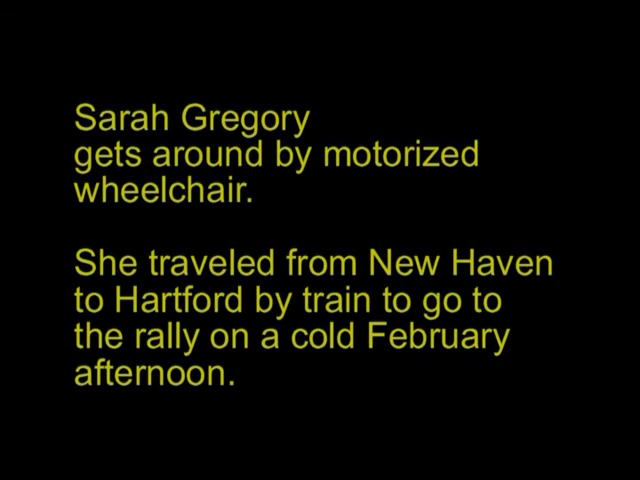 Sarah Gregory
gets around by motorized
wheelchair.
She traveled from New Haven
to Hartford by train to go to
the rally on a cold February
afternoon.